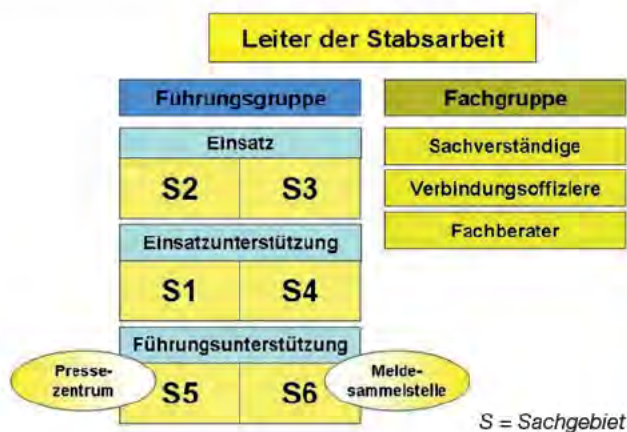 Leiter der Stabsarbeit
Führungsgruppe
Einsatz
S2 S3
Einsatzunterstützung
S1 S4
Führungsunterstützung
Presse-
zentrum
S5 S6
Melde-
sammelstelle
Fachgruppe
Sachverständige
Verbindungsoffiziere
Fachberater
S = Sachgebiet